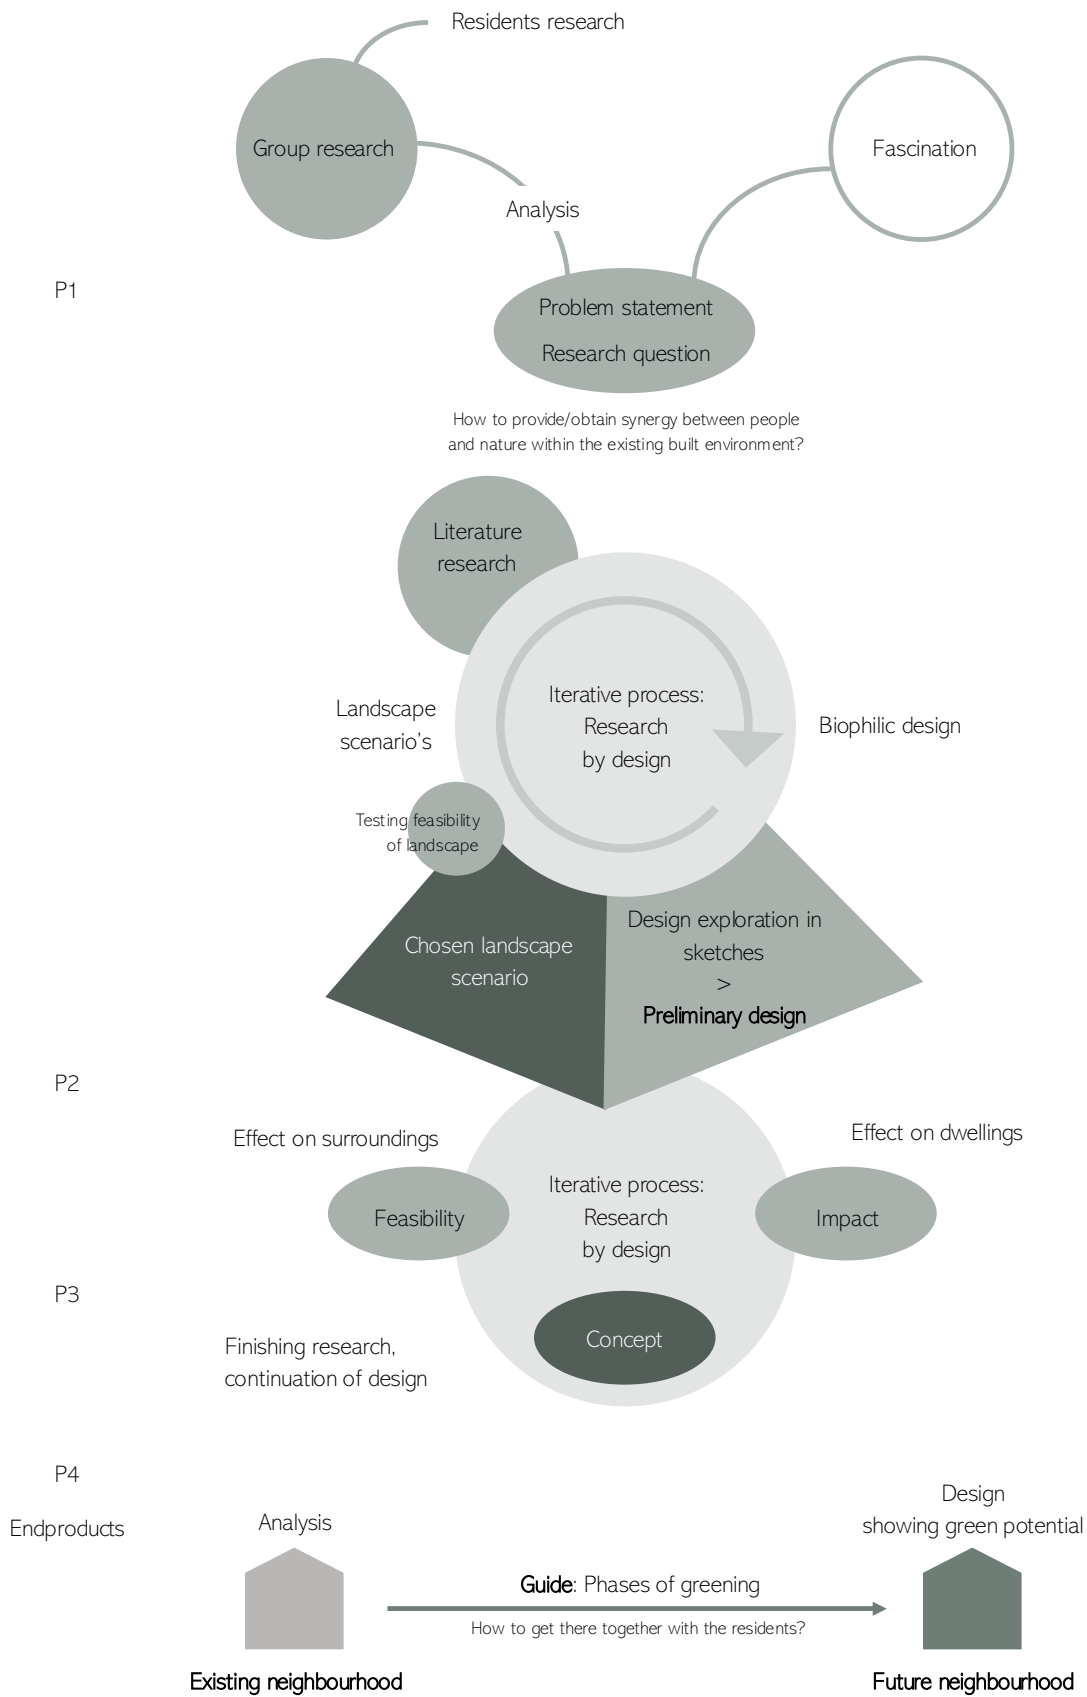 Residents research
Group research
Fascination
Analysis
P1
Problem statement
Research question
How to provide/obtain synergy between people
and nature within the existing built environment?
Literature
research
Iterative process:
Research
by design
Landscape
scenario's
Biophilic design
Testing feasibility
of landscape
Chosen landscape
scenario
Design exploration in
sketches
>
Preliminary design
P2
Effect on surroundings
Effect on dwellings
Iterative process:
Research
by design
Feasibility
Impact
P3
Concept
Finishing research,
continuation of design
P4
Endproducts
Analysis
Design
showing green potential
Guide: Phases of greening
How to get there together with the residents?
Existing neighbourhood
Future neighbourhood